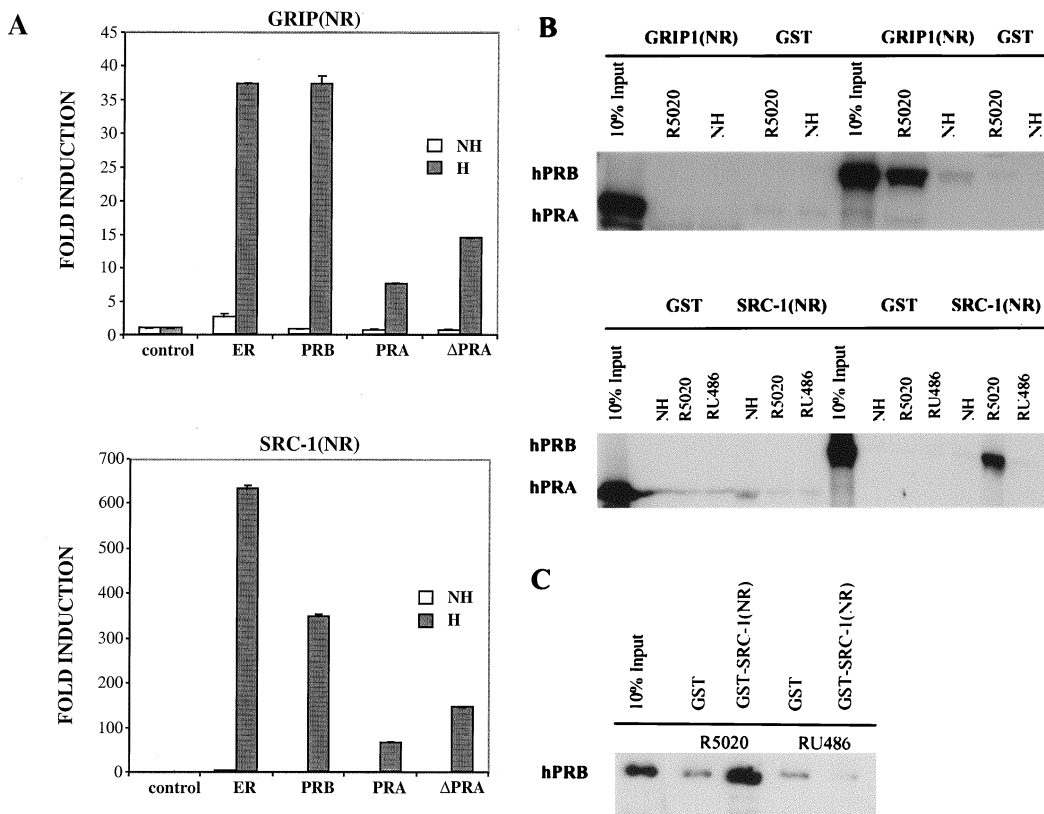 A
GRIP(NR)
FOLD INDUCTION
45
40
35
30
25
20
15
10
5
0
NH
H
control ER PRB PRA ΔPRA
SRC-1(NR)
FOLD INDUCTION
700
600
500
400
300
200
100
0
NH
H
control ER PRB PRA ΔPRA
B
GRIP1(NR) GST GRIP1(NR) GST
10% Input R5020 NH R5020 NH 10% Input R5020 NH R5020 NH
hPRB
hPRA
GST SRC-1(NR) GST SRC-1(NR)
10% Input NH R5020 RU486 NH R5020 RU486 10% Input NH R5020 RU486 NH R5020 RU486
hPRB
hPRA
C
10% Input GST GST-SRC-1(NR) GST GST-SRC-1(NR)
R5020 RU486
hPRB